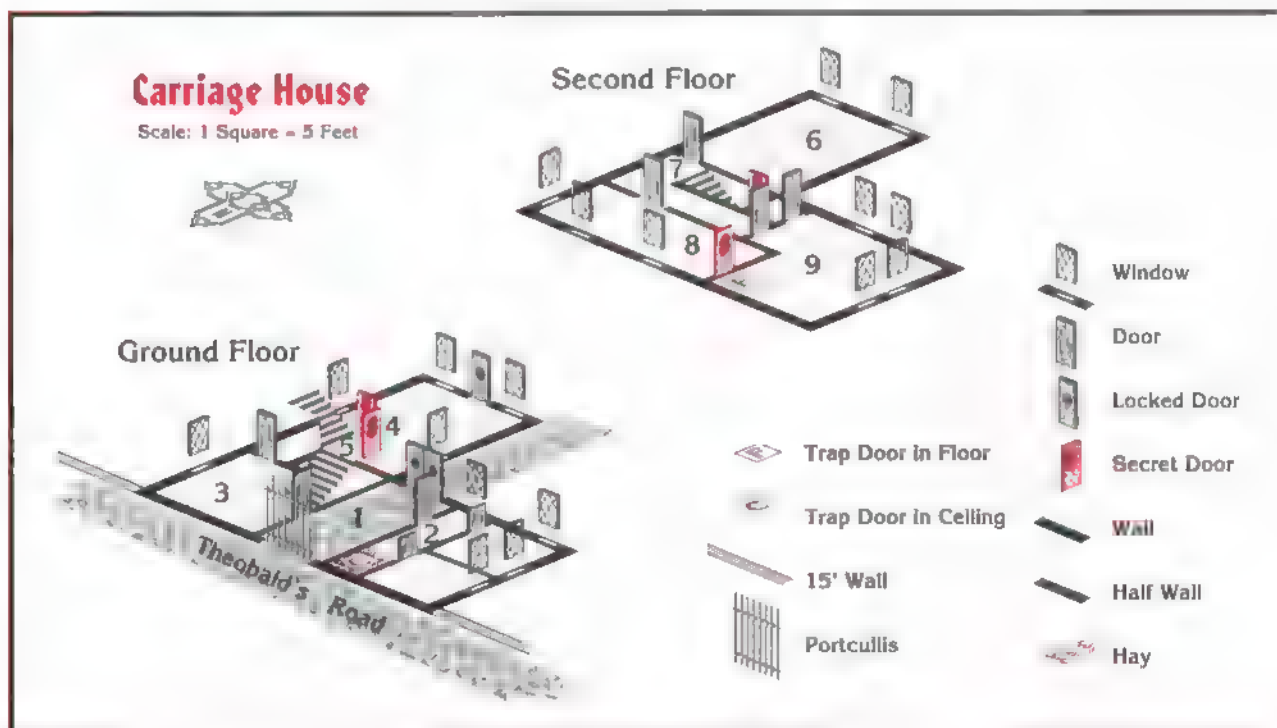 Carriage House
Scale: 1 Square = 5 Feet
Second Floor
6
7
8
9
Ground Floor
3
4
5
1
2
Theobald's Road
Window
Door
Locked Door
Secret Door
Wall
Half Wall
Hay
Trap Door in Floor
Trap Door in Ceiling
15' Wall
Portcullis